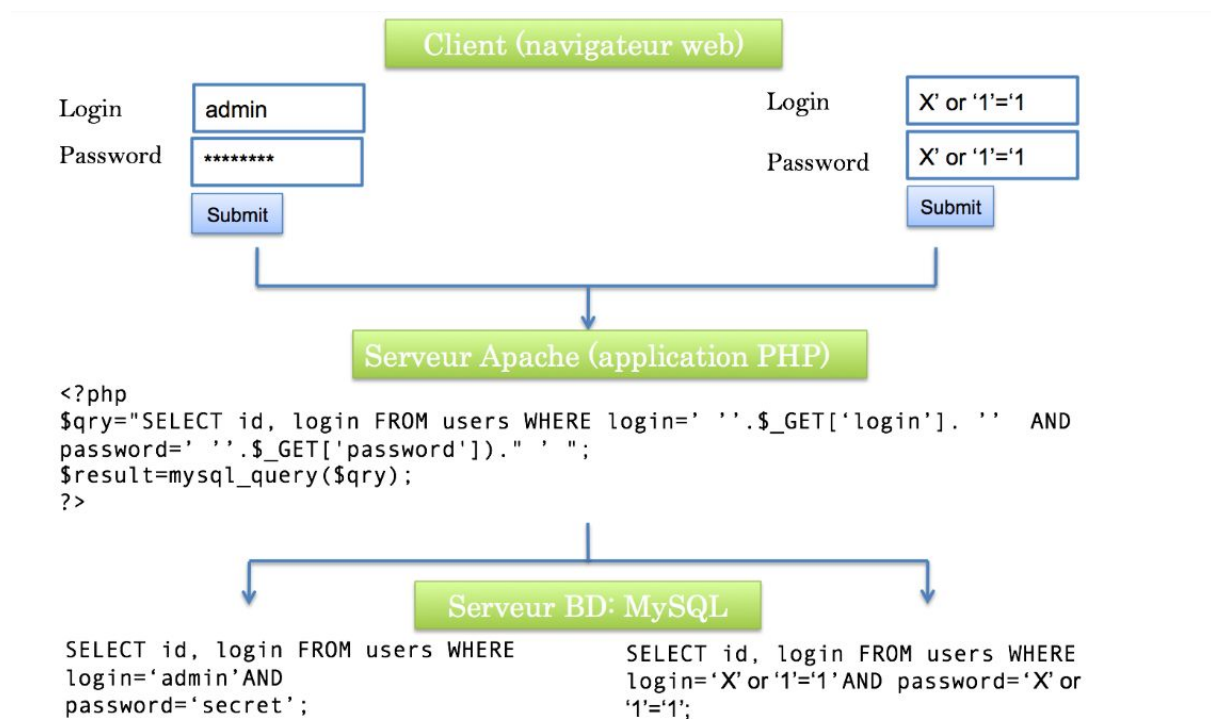 Client (navigateur web)
Login
admin
Password
********
Submit
Login
X’ or ‘1’=‘1
Password
X’ or ‘1’=‘1
Submit
Serveur Apache (application PHP)
<?php
$qry="SELECT id, login FROM users WHERE login=' ’’.$_GET[‘login’]. ’’  AND
password=' ’’.$_GET['password'])." ' ";
$result=mysql_query($qry);
?>
Serveur BD: MySQL
SELECT id, login FROM users WHERE
login=‘admin’AND
password=‘secret’;
SELECT id, login FROM users WHERE
login=‘X’ or ‘1’=‘1’AND password=‘X’ or
‘1’=‘1’;